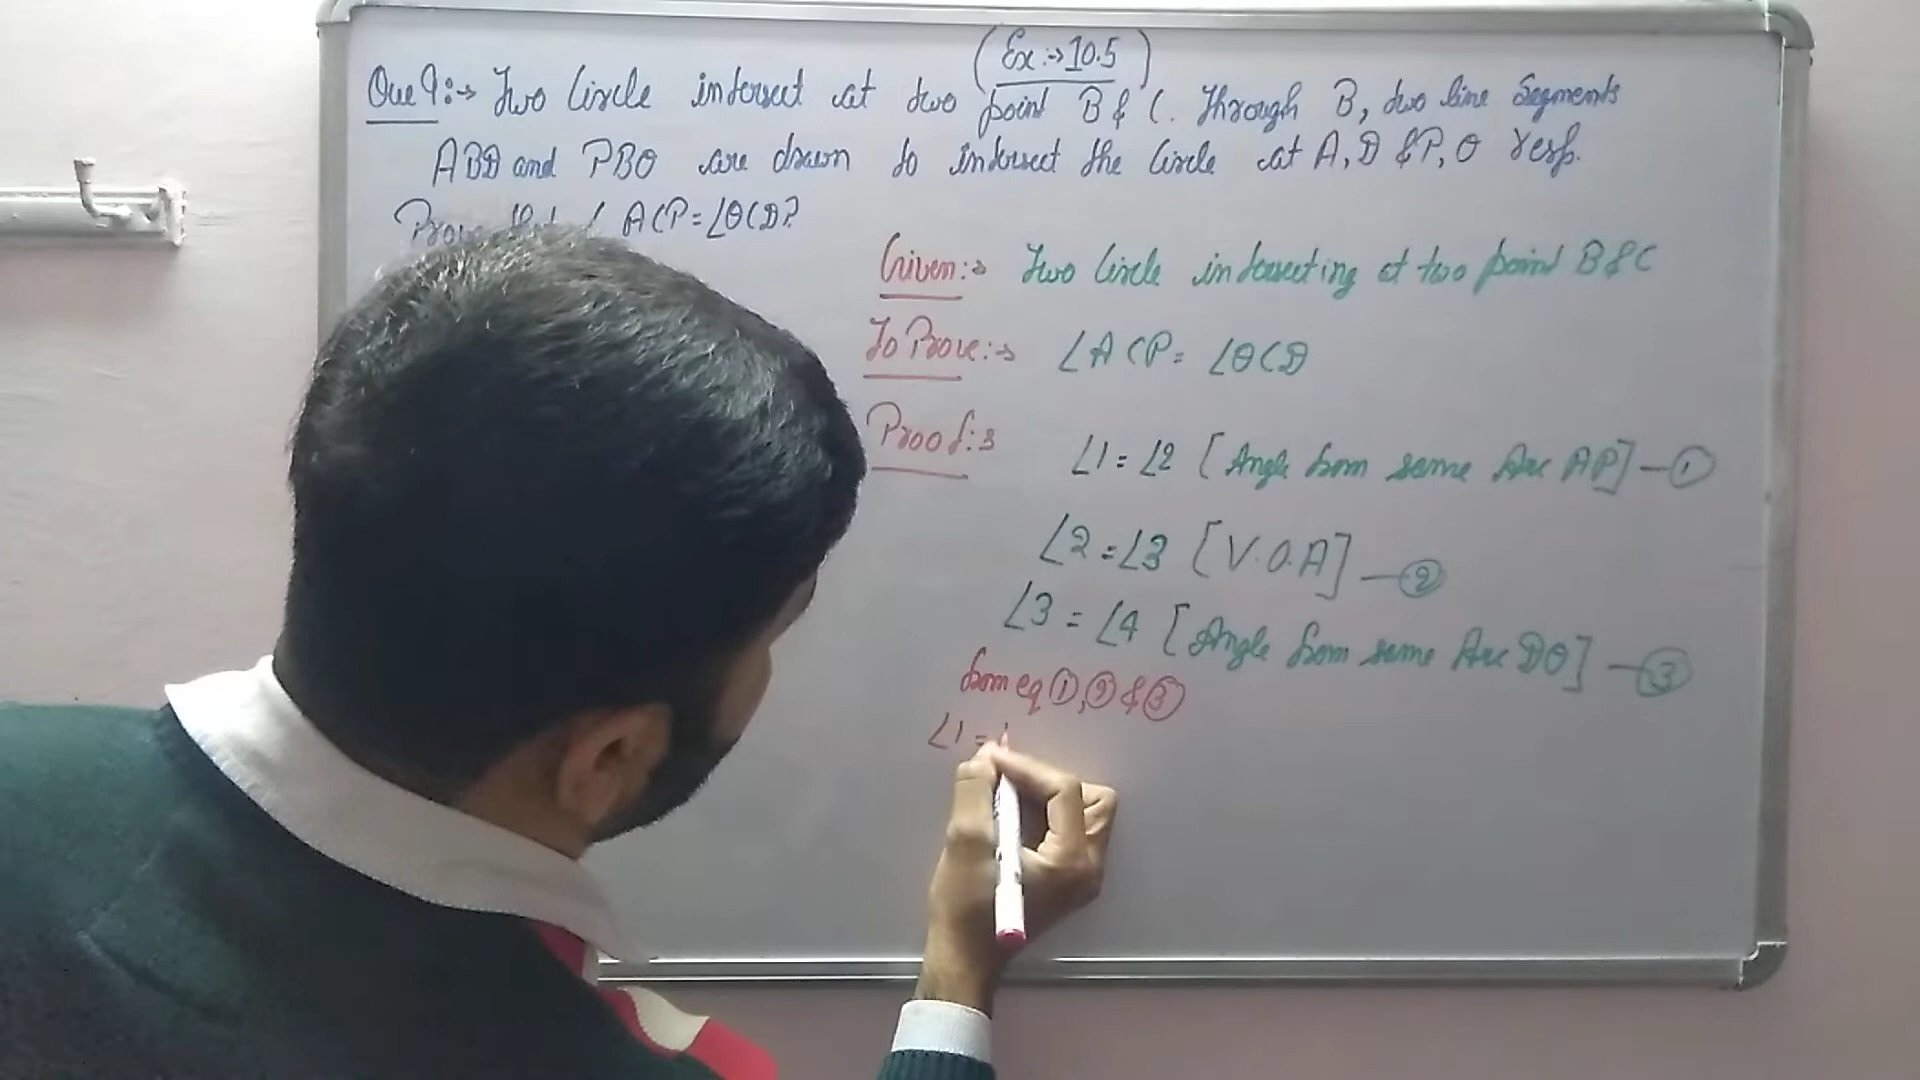 (Ex:→10.5)
Que 9:→ Two Circle intersect at two point B & C. Through B, two line Segments
ABD and PBQ are drawn to intersect the Circle at A, D & P, Q resp.
Prove that ∠ ACP = ∠QCD?
Given:→ Two Circle intersecting at two point B & C
To Prove:→ ∠ACP = ∠QCD
Proof:→
∠1 = ∠2 [Angle from same Arc AP] — ①
∠2 = ∠3 [V.O.A] — ②
∠3 = ∠4 [Angle from same Arc DQ] — ③
from eq ①, ② & ③
∠1 =